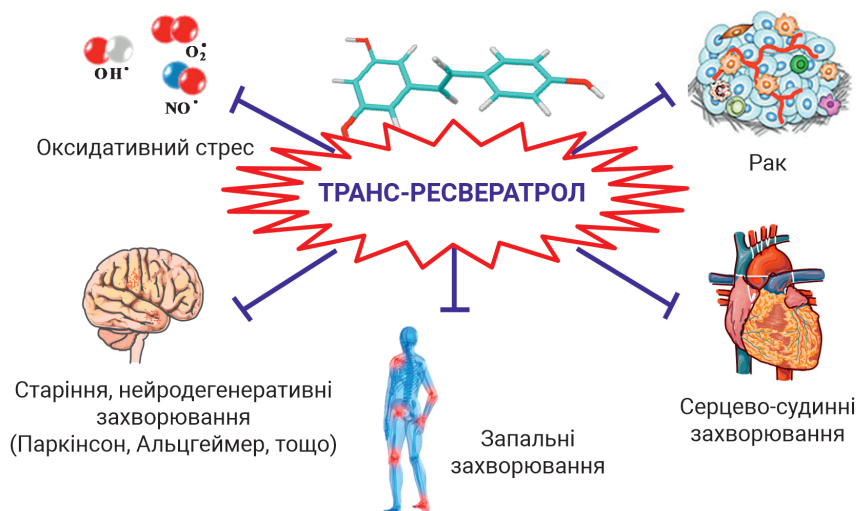 OH•
O₂•
NO•
Оксидативний стрес
Рак
ТРАНС-РЕСВЕРАТРОЛ
Старіння, нейродегенеративні
захворювання
(Паркінсон, Альцгеймер, тощо)
Запальні
захворювання
Серцево-судинні
захворювання